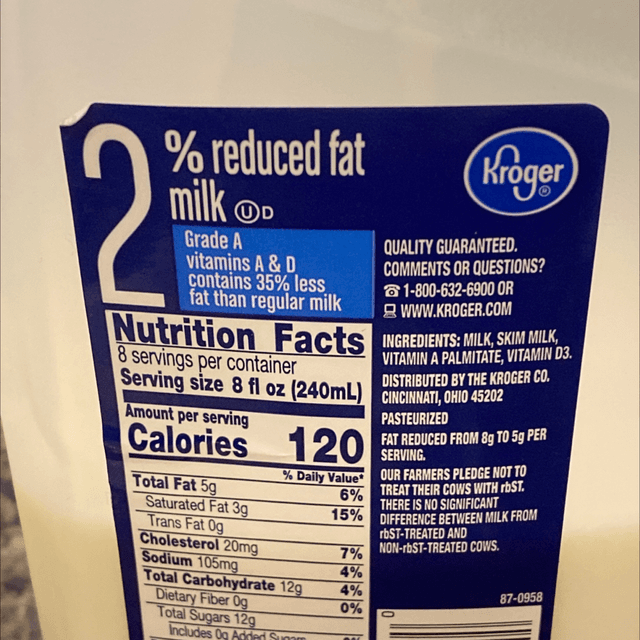 2% reduced fat
milk Ⓤ D
Grade A
vitamins A & D
contains 35% less
fat than regular milk
Kroger ®
QUALITY GUARANTEED.
COMMENTS OR QUESTIONS?
1-800-632-6900 OR
WWW.KROGER.COM
INGREDIENTS: MILK, SKIM MILK,
VITAMIN A PALMITATE, VITAMIN D3.
DISTRIBUTED BY THE KROGER CO.
CINCINNATI, OHIO 45202
PASTEURIZED
FAT REDUCED FROM 8g TO 5g PER
SERVING.
OUR FARMERS PLEDGE NOT TO
TREAT THEIR COWS WITH rbST.
THERE IS NO SIGNIFICANT
DIFFERENCE BETWEEN MILK FROM
rbST-TREATED AND
NON-rbST-TREATED COWS.
87-0958
0
Nutrition Facts
8 servings per container
Serving size 8 fl oz (240mL)
Amount per serving
Calories 120
% Daily Value*
Total Fat 5g 6%
Saturated Fat 3g 15%
Trans Fat 0g
Cholesterol 20mg 7%
Sodium 105mg 4%
Total Carbohydrate 12g 4%
Dietary Fiber 0g 0%
Total Sugars 12g
Includes 0g Added Sugars